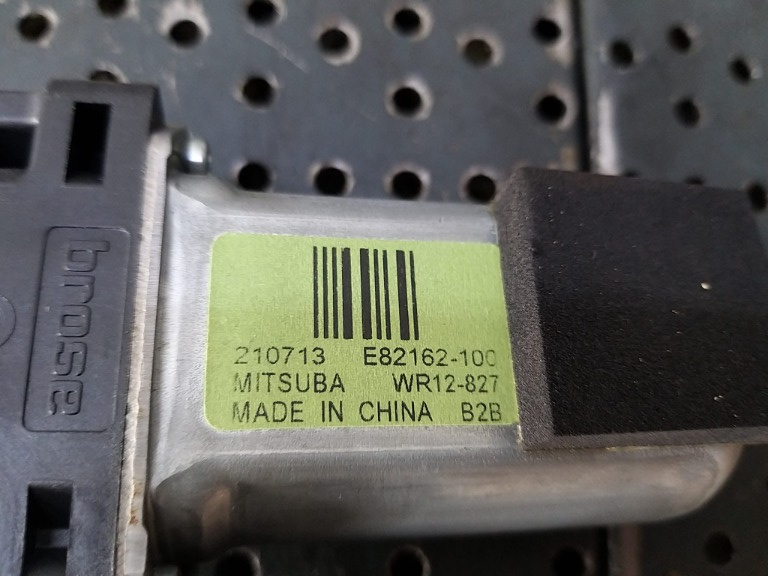 brose
210713 E82162-100
MITSUBA WR12-827
MADE IN CHINA B2B